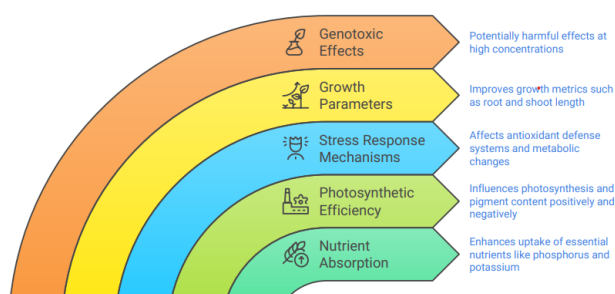 Genotoxic
Effects
Potentially harmful effects at
high concentrations
Growth
Parameters
Improves growth metrics such
as root and shoot length
Stress Response
Mechanisms
Affects antioxidant defense
systems and metabolic
changes
Photosynthetic
Efficiency
Influences photosynthesis and
pigment content positively and
negatively
Nutrient
Absorption
Enhances uptake of essential
nutrients like phosphorus and
potassium